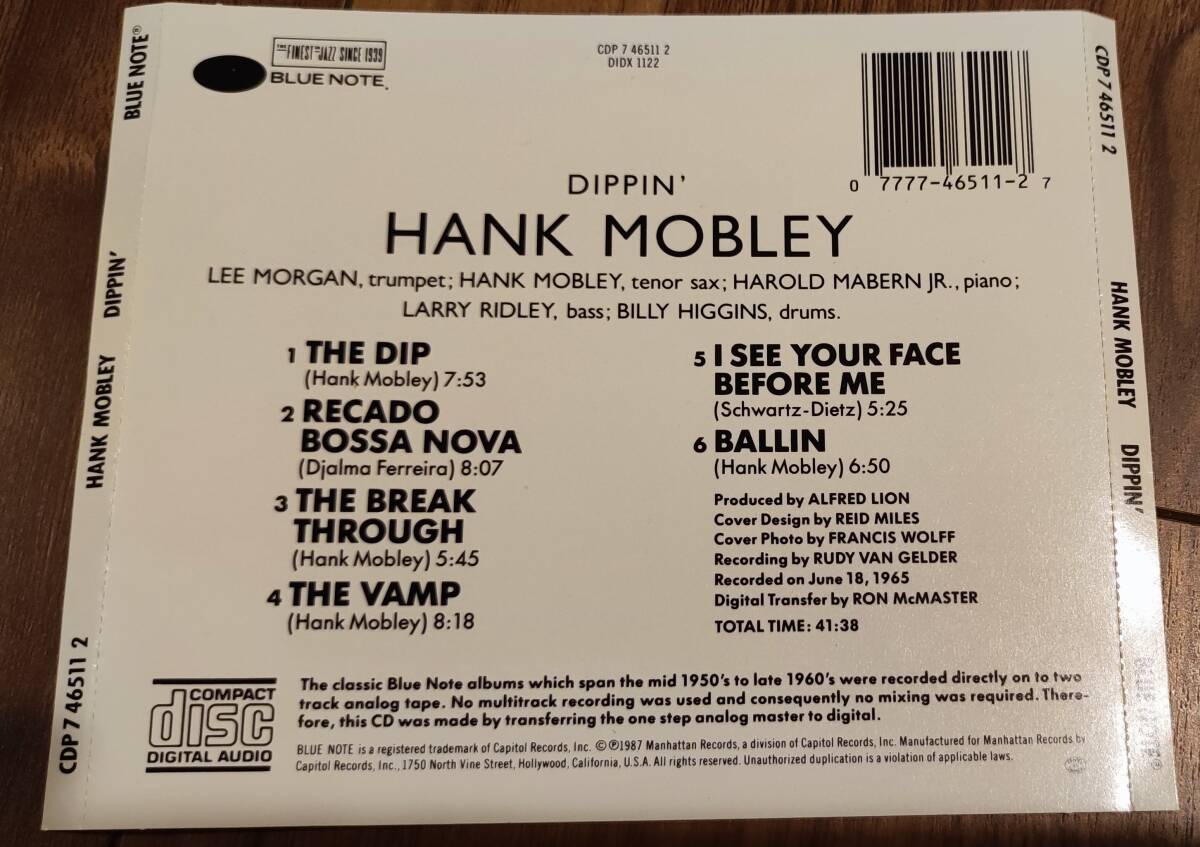 BLUE NOTE®
HANK MOBLEY DIPPIN'
CDP 7 46511 2
THE FINEST IN JAZZ SINCE 1939
BLUE NOTE.
CDP 7 46511 2
DIDX 1122
0 7777-46511-2 7
DIPPIN'
HANK MOBLEY
LEE MORGAN, trumpet; HANK MOBLEY, tenor sax; HAROLD MABERN JR., piano;
LARRY RIDLEY, bass; BILLY HIGGINS, drums.
1 THE DIP
(Hank Mobley) 7:53
2 RECADO
BOSSA NOVA
(Djalma Ferreira) 8:07
3 THE BREAK
THROUGH
(Hank Mobley) 5:45
4 THE VAMP
(Hank Mobley) 8:18
5 I SEE YOUR FACE
BEFORE ME
(Schwartz-Dietz) 5:25
6 BALLIN
(Hank Mobley) 6:50
Produced by ALFRED LION
Cover Design by REID MILES
Cover Photo by FRANCIS WOLFF
Recording by RUDY VAN GELDER
Recorded on June 18, 1965
Digital Transfer by RON McMASTER
TOTAL TIME: 41:38
COMPACT
disc
DIGITAL AUDIO
The classic Blue Note albums which span the mid 1950's to late 1960's were recorded directly on to two
track analog tape. No multitrack recording was used and consequently no mixing was required. There-
fore, this CD was made by transferring the one step analog master to digital.
BLUE NOTE is a registered trademark of Capitol Records, Inc. ©℗1987 Manhattan Records, a division of Capitol Records, Inc. Manufactured for Manhattan Records by
Capitol Records, Inc., 1750 North Vine Street, Hollywood, California, U.S.A. All rights reserved. Unauthorized duplication is a violation of applicable laws.
CDP 7 46511 2
HANK MOBLEY DIPPIN'
BLUE NOTE®